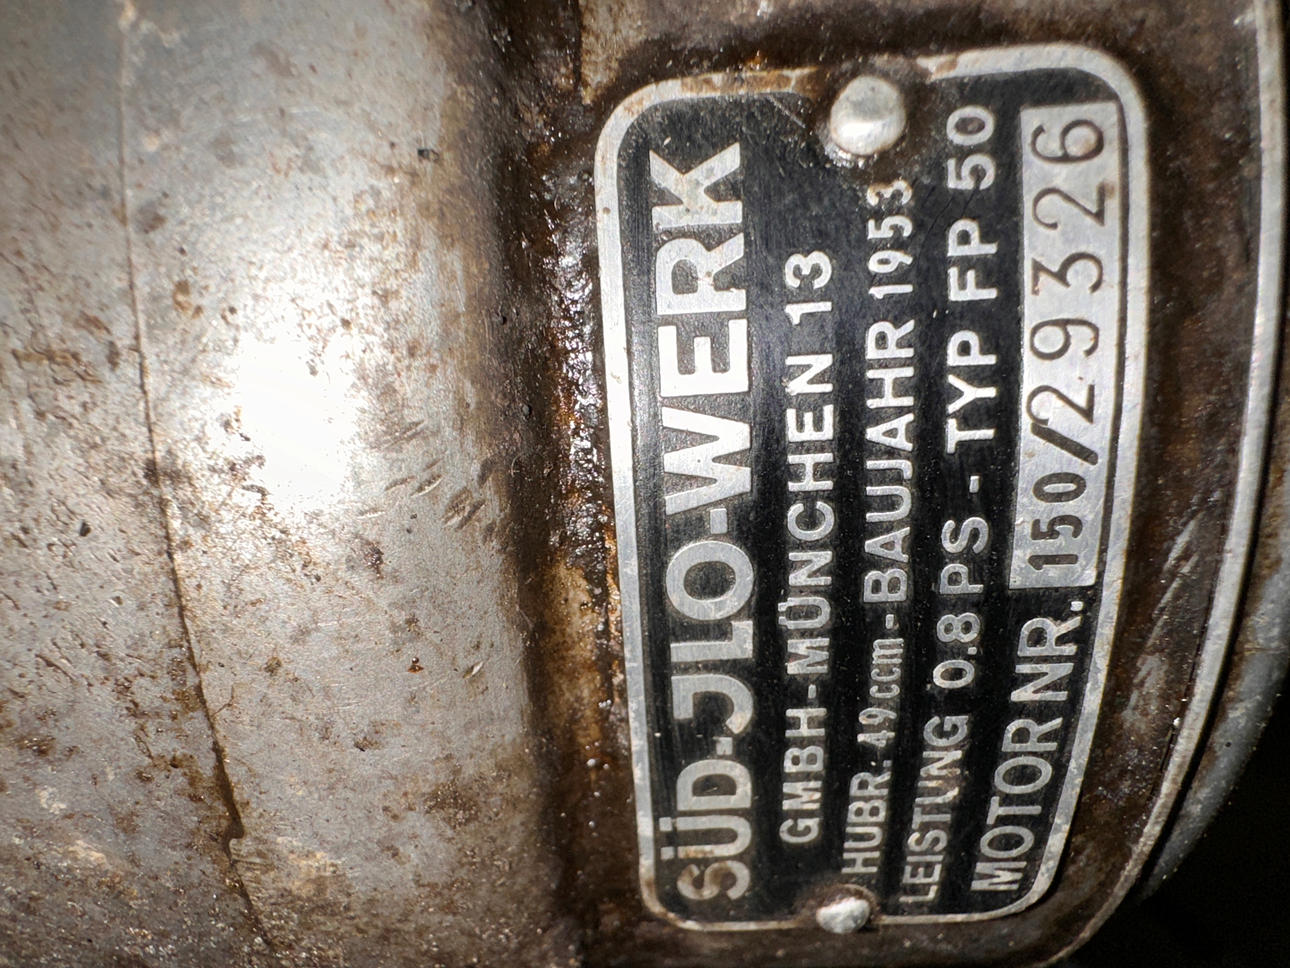 SÜD-JLO-WERK
GMBH-MÜNCHEN 13
HUBR. 49 ccm-BAUJAHR 1953
LEISTUNG 0.8 PS - TYP FP 50
MOTOR NR. 150/29326